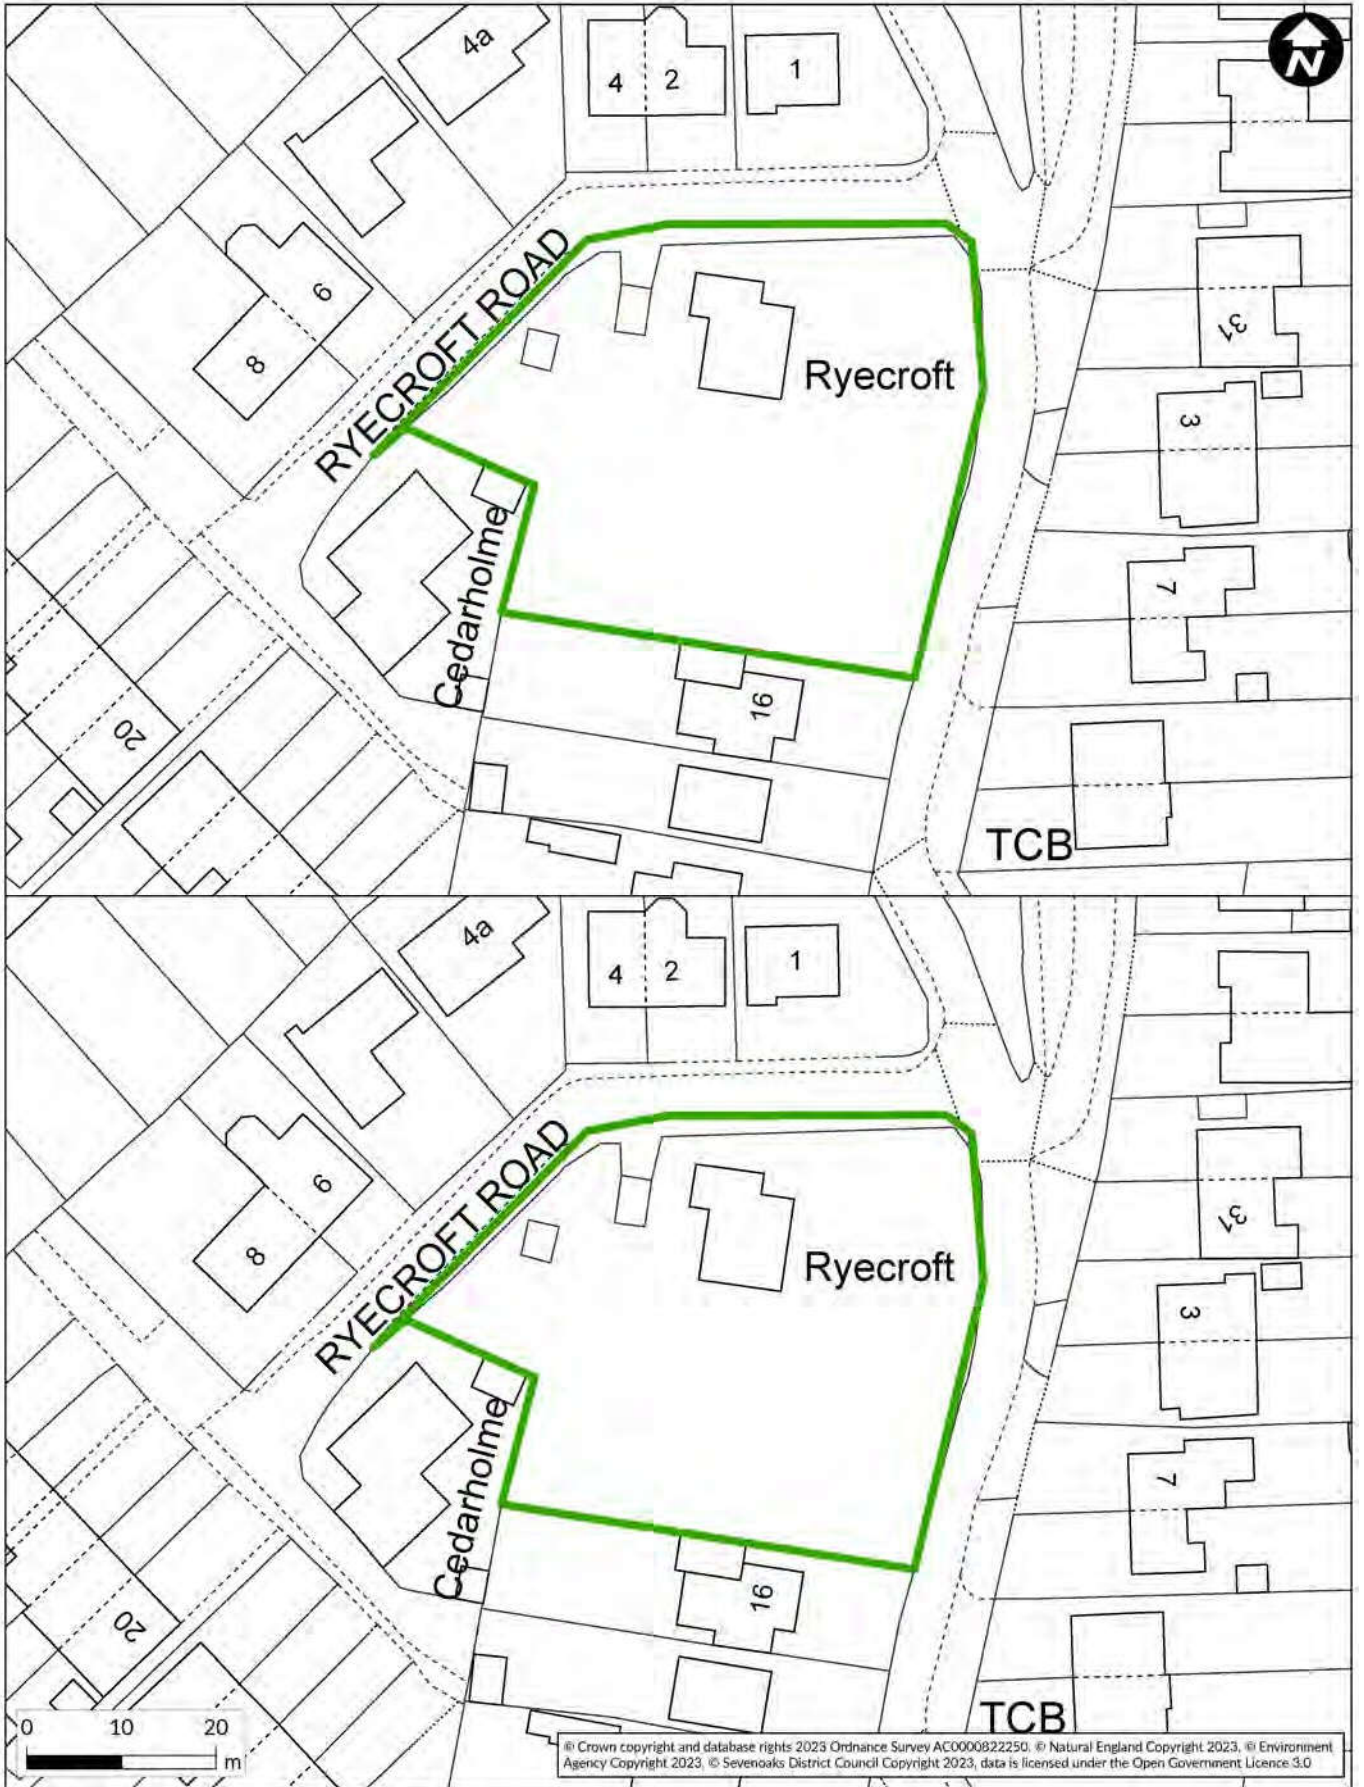 4a
4
2
1
N
6
8
RYECROFT ROAD
Ryecroft
31
3
Cedarholme
7
16
20
TCB
4a
4
2
1
6
8
RYECROFT ROAD
Ryecroft
31
3
Cedarholme
7
16
20
TCB
0 10 20
m
© Crown copyright and database rights 2023 Ordnance Survey AC0000822250, © Natural England Copyright 2023, © Environment
Agency Copyright 2023, © Sevenoaks District Council Copyright 2023, data is licensed under the Open Government Licence 3.0